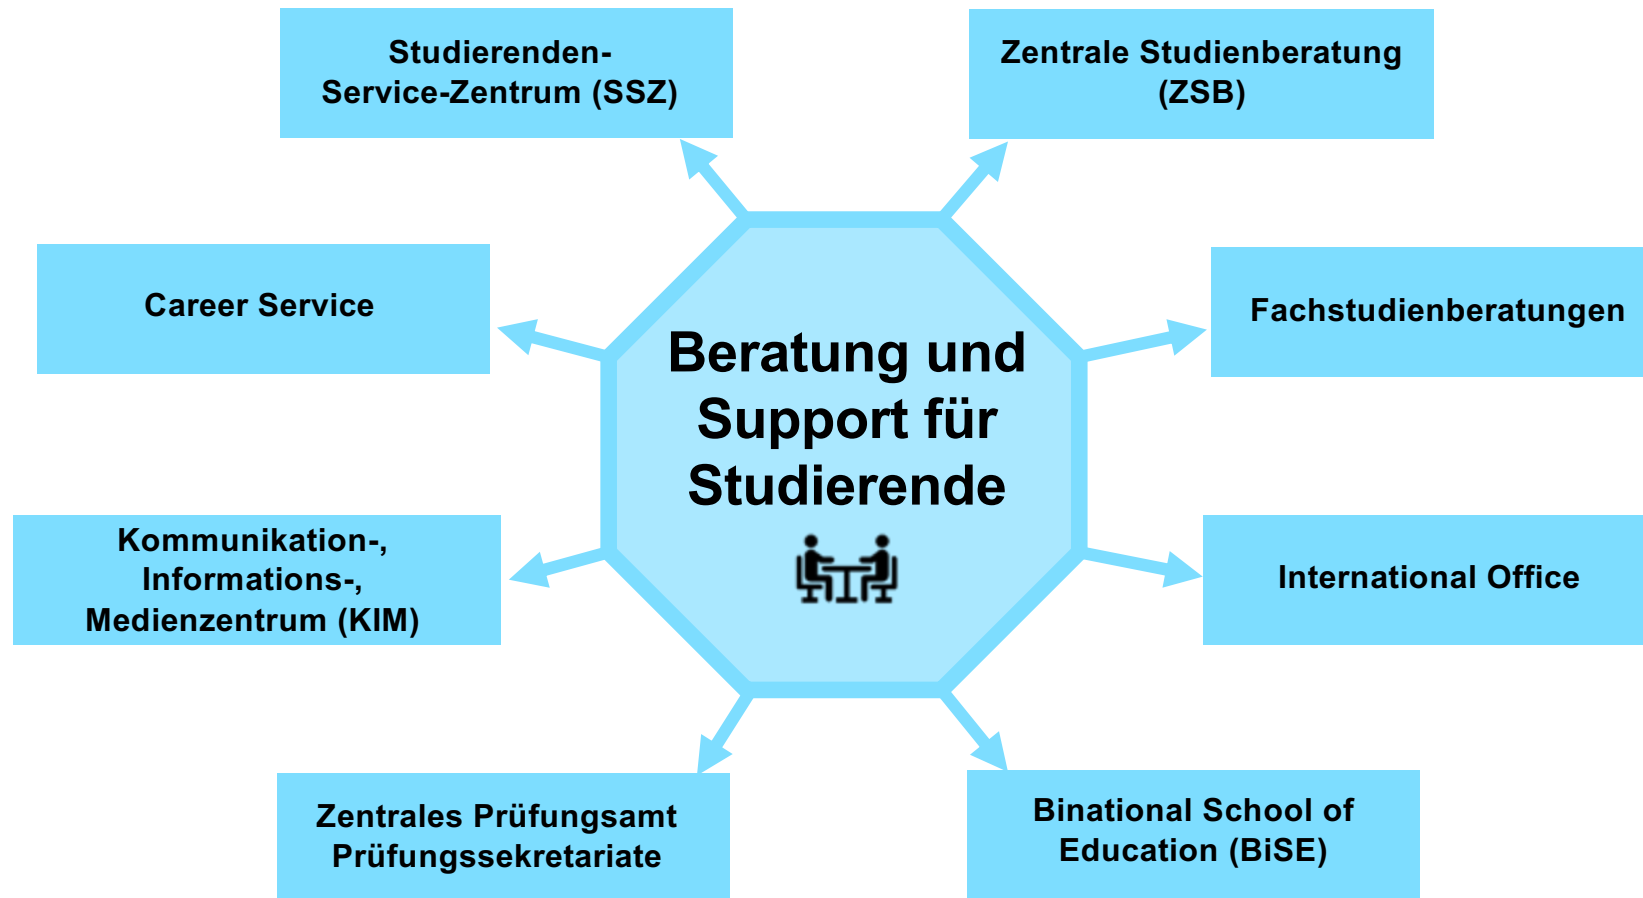 Studierenden-
Service-Zentrum (SSZ)
Zentrale Studienberatung
(ZSB)
Career Service
Fachstudienberatungen
Beratung und
Support für
Studierende
Kommunikation-,
Informations-,
Medienzentrum (KIM)
International Office
Zentrales Prüfungsamt
Prüfungssekretariate
Binational School of
Education (BiSE)